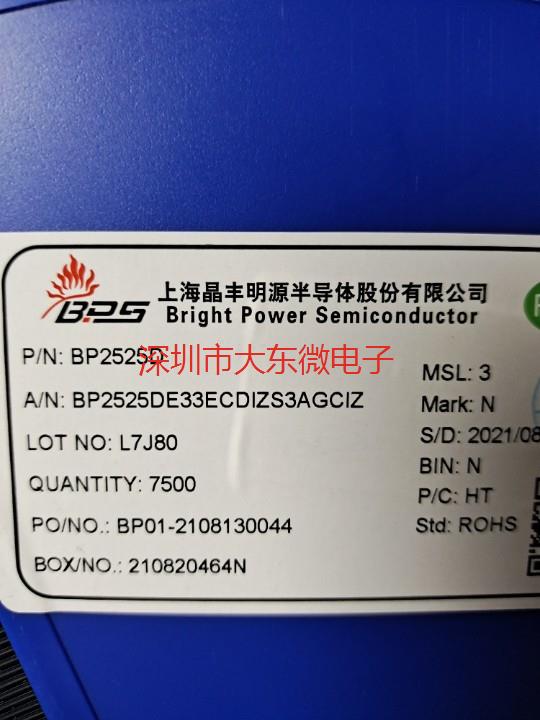 BPS
上海晶丰明源半导体股份有限公司
Bright Power Semiconductor
P/N: BP2525D
深圳市大东微电子
A/N: BP2525DE33ECDIZS3AGCIZ
LOT NO: L7J80
QUANTITY: 7500
PO/NO.: BP01-2108130044
BOX/NO.: 210820464N
MSL: 3
Mark: N
S/D: 2021/08
BIN: N
P/C: HT
Std: ROHS